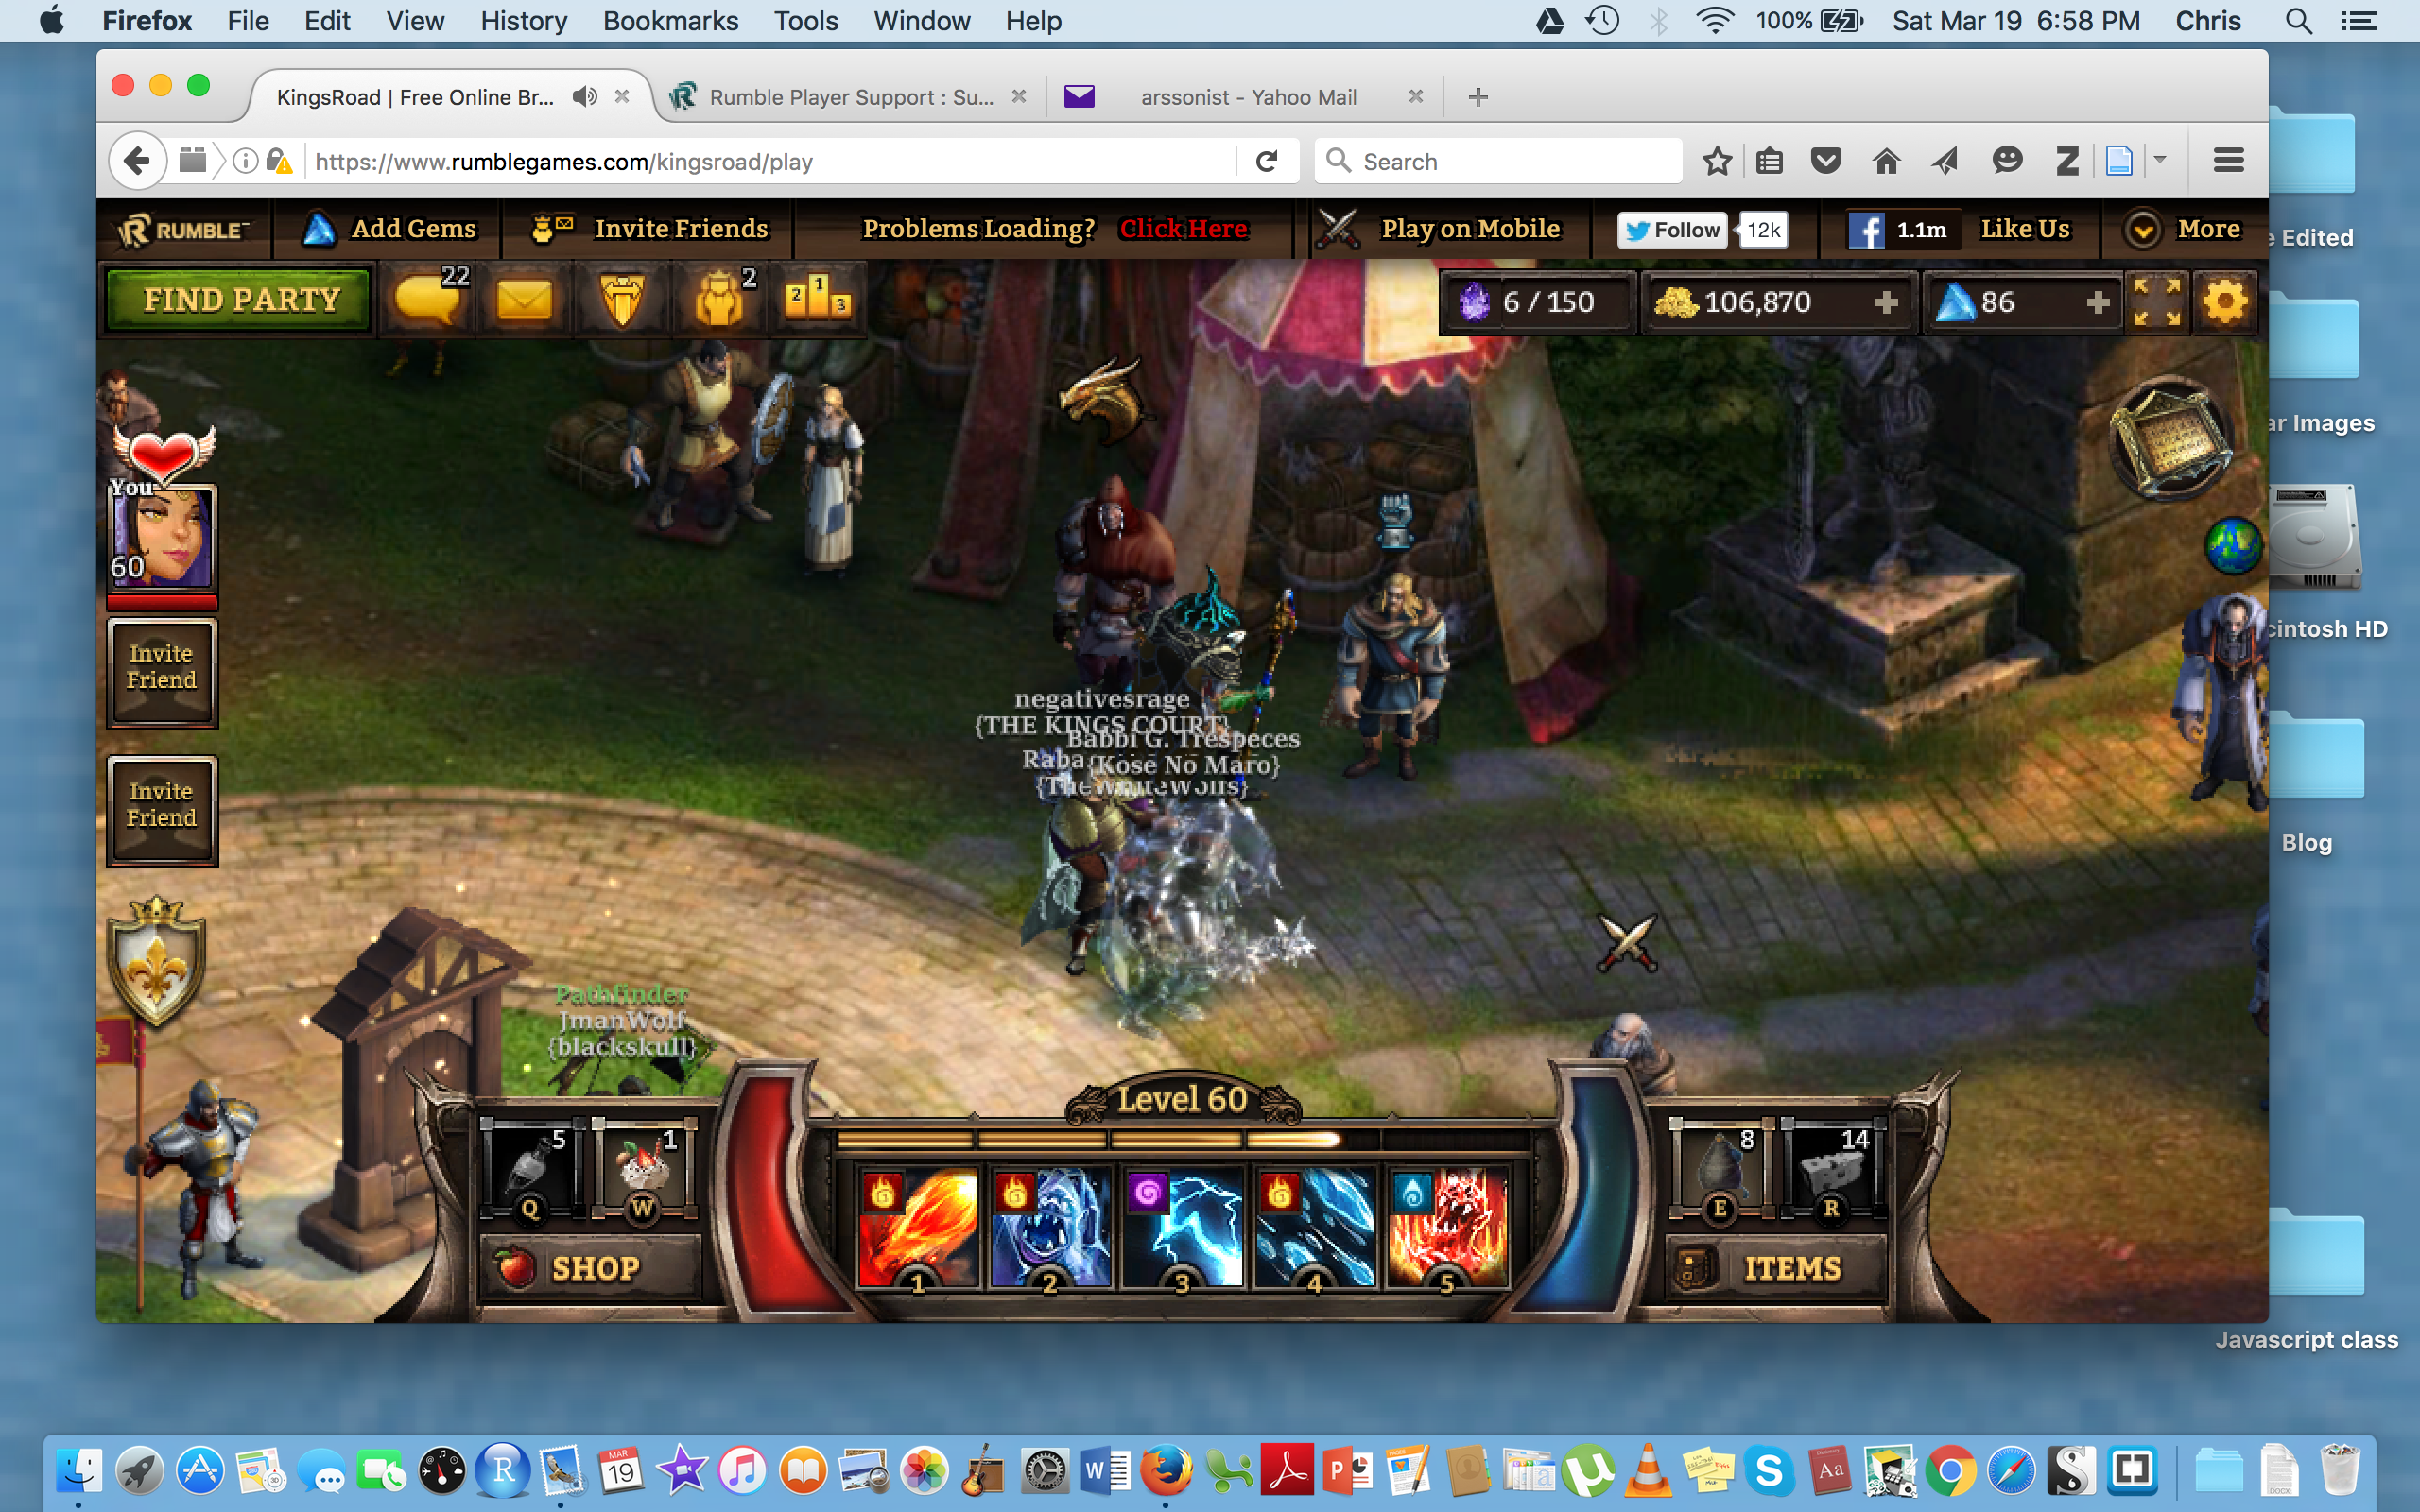 Firefox File Edit View History Bookmarks Tools Window Help 100% Sat Mar 19 6:58 PM Chris
KingsRoad | Free Online Br... Rumble Player Support : Su... arssonist - Yahoo Mail
https://www.rumblegames.com/kingsroad/play Search
RUMBLE Add Gems Invite Friends Problems Loading? Click Here Play on Mobile Follow 12k 1.1m Like Us More
FIND PARTY 22 2 2 1 3 6 / 150 106,870 86
e Edited
ar Images
You
60
cintosh HD
Invite
Friend
negativesrage
{THE KINGS COURT}
Babbi G. Trespeces
Raba {Kose No Maro}
{TheWhiteWolfs}
Invite
Friend
Blog
Pathfinder
JmanWolf
{blackskull}
Level 60
5 1 8 14
Q W E R
SHOP 1 2 3 4 5 ITEMS
Javascript class
MAR
19